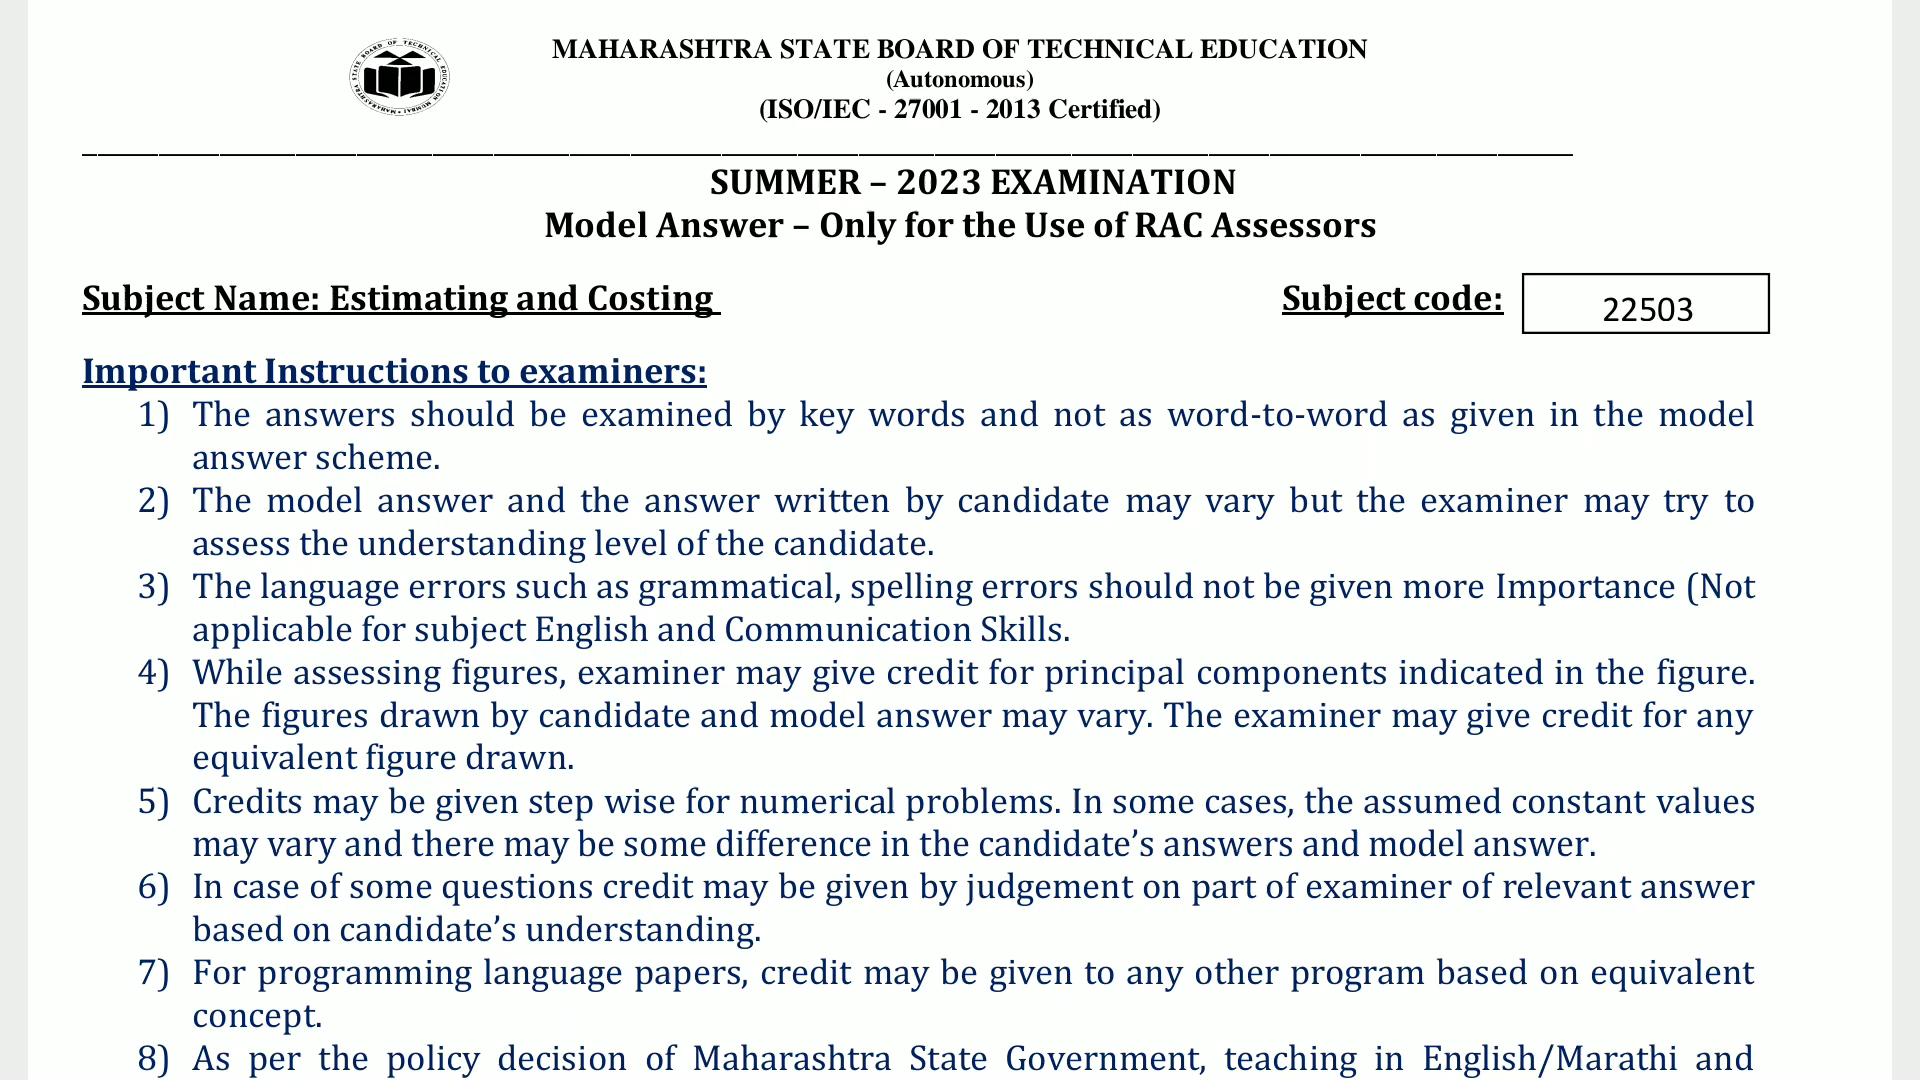 MAHARASHTRA STATE BOARD OF TECHNICAL EDUCATION
(Autonomous)
(ISO/IEC - 27001 - 2013 Certified)
SUMMER – 2023 EXAMINATION
Model Answer – Only for the Use of RAC Assessors
Subject Name: Estimating and Costing Subject code: 22503
Important Instructions to examiners:
1) The answers should be examined by key words and not as word-to-word as given in the model
answer scheme.
2) The model answer and the answer written by candidate may vary but the examiner may try to
assess the understanding level of the candidate.
3) The language errors such as grammatical, spelling errors should not be given more Importance (Not
applicable for subject English and Communication Skills.
4) While assessing figures, examiner may give credit for principal components indicated in the figure.
The figures drawn by candidate and model answer may vary. The examiner may give credit for any
equivalent figure drawn.
5) Credits may be given step wise for numerical problems. In some cases, the assumed constant values
may vary and there may be some difference in the candidate’s answers and model answer.
6) In case of some questions credit may be given by judgement on part of examiner of relevant answer
based on candidate’s understanding.
7) For programming language papers, credit may be given to any other program based on equivalent
concept.
8) As per the policy decision of Maharashtra State Government, teaching in English/Marathi and